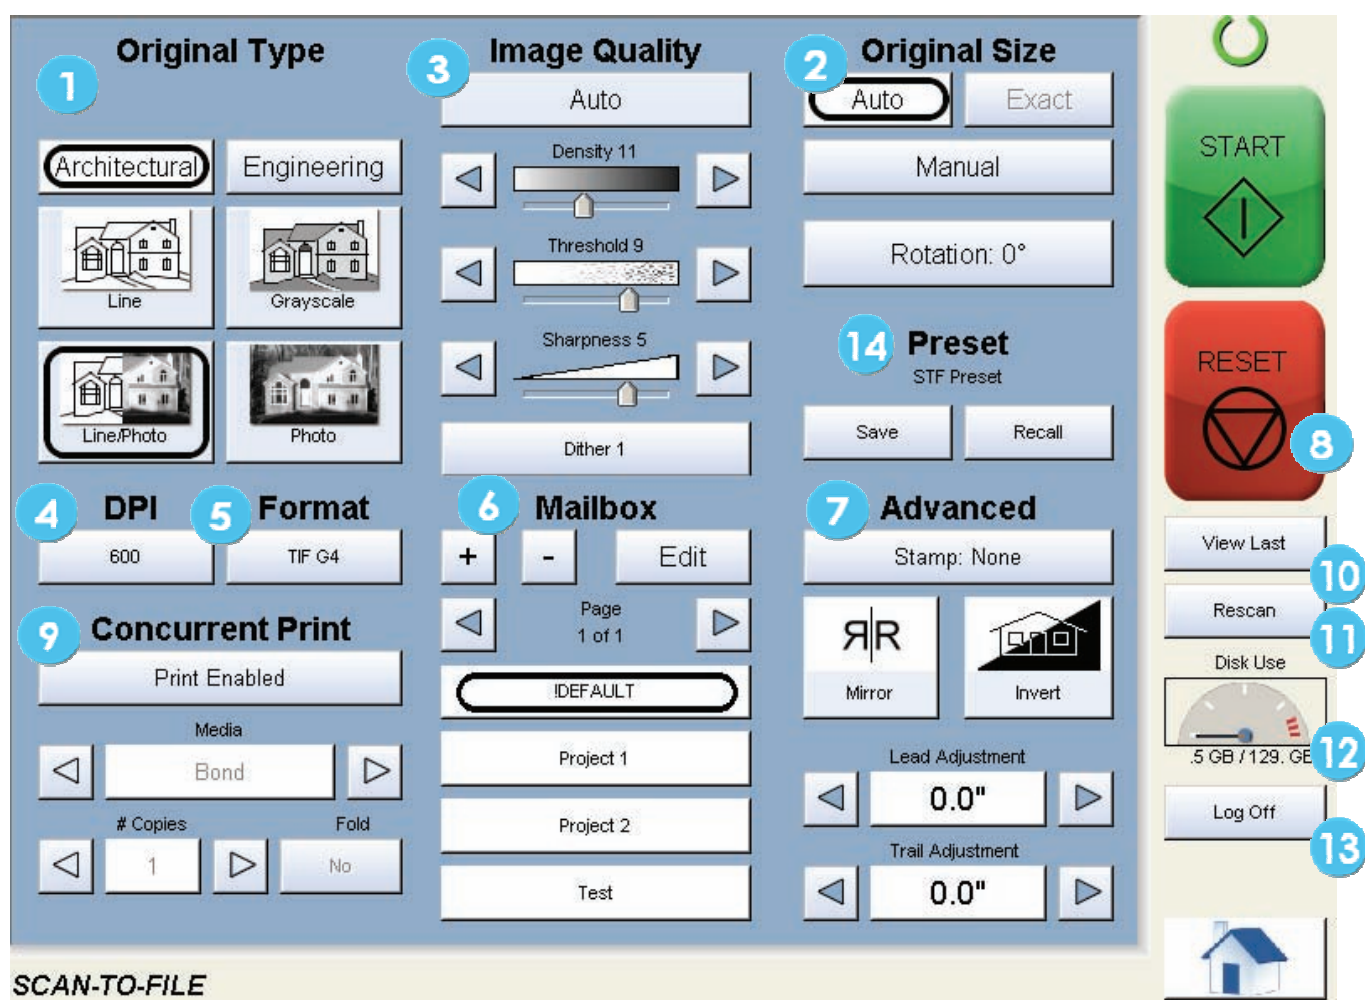 Original Type
1
Architectural
Engineering
Line
Grayscale
Line/Photo
Photo
4
DPI
600
5
Format
TIF G4
9
Concurrent Print
Print Enabled
Media
Bond
# Copies
1
Fold
No
3
Image Quality
Auto
Density 11
Threshold 9
Sharpness 5
Dither 1
6
Mailbox
+
-
Edit
Page
1 of 1
!DEFAULT
Project 1
Project 2
Test
2
Original Size
Auto
Exact
Manual
Rotation: 0°
14
Preset
STF Preset
Save
Recall
7
Advanced
Stamp: None
ЯR
Mirror
Invert
Lead Adjustment
0.0"
Trail Adjustment
0.0"
START
RESET
8
View Last
10
Rescan
11
Disk Use
.5 GB / 129. GB
12
Log Off
13
SCAN-TO-FILE